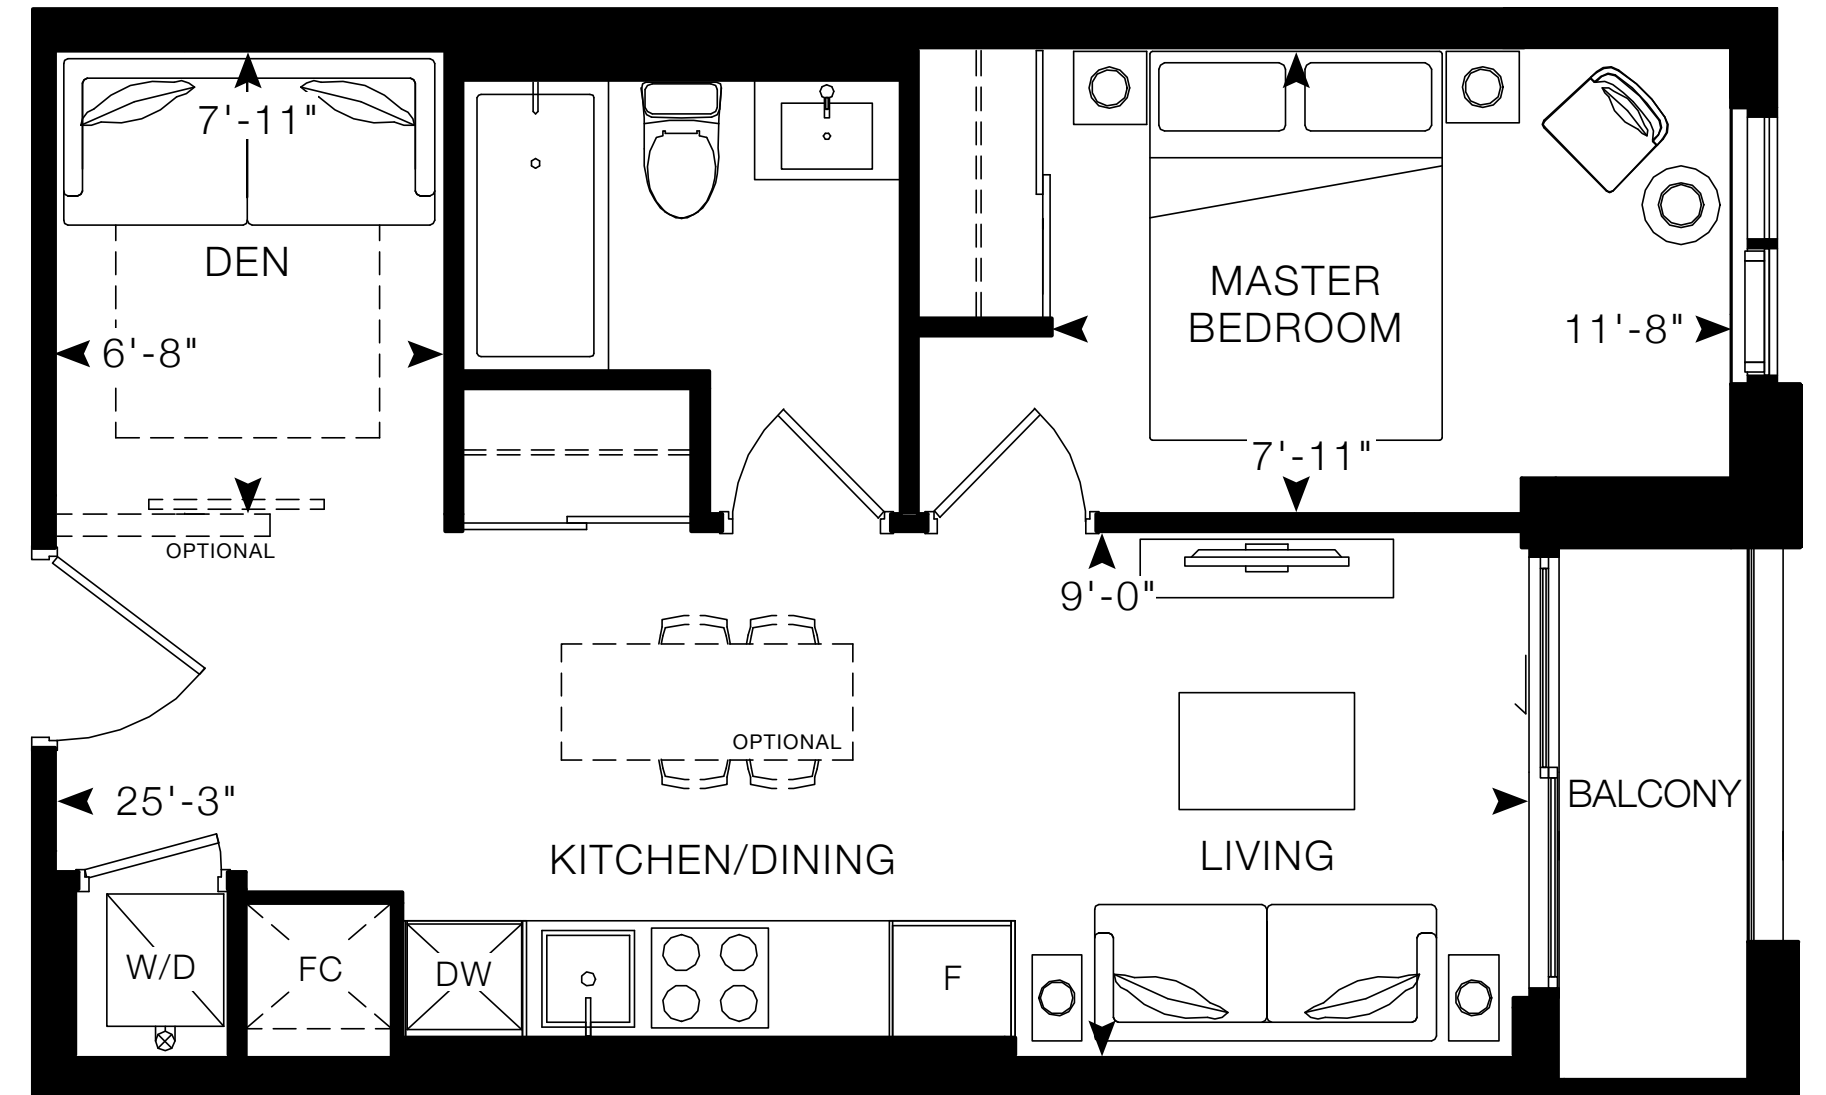 7'-11"
DEN
6'-8"
OPTIONAL
MASTER
BEDROOM
11'-8"
7'-11"
9'-0"
OPTIONAL
25'-3"
BALCONY
KITCHEN/DINING
LIVING
W/D
FC
DW
F